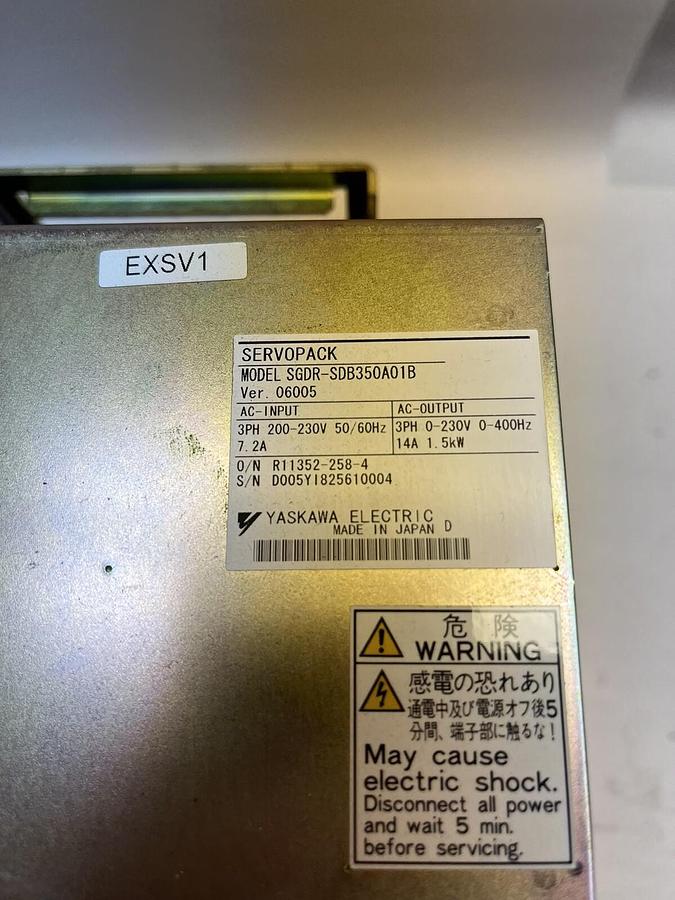 EXSV1
SERVOPACK
MODEL SGDR-SDB350A01B
Ver. 06005
AC-INPUT AC-OUTPUT
3PH 200-230V 50/60Hz 3PH 0-230V 0-400Hz
7.2A 14A 1.5kW
O/N R11352-258-4
S/N D005YI825610004
YASKAWA ELECTRIC
MADE IN JAPAN D
危 険
WARNING
感電の恐れあり
通電中及び電源オフ後5
分間、端子部に触るな!
May cause
electric shock.
Disconnect all power
and wait 5 min.
before servicing.